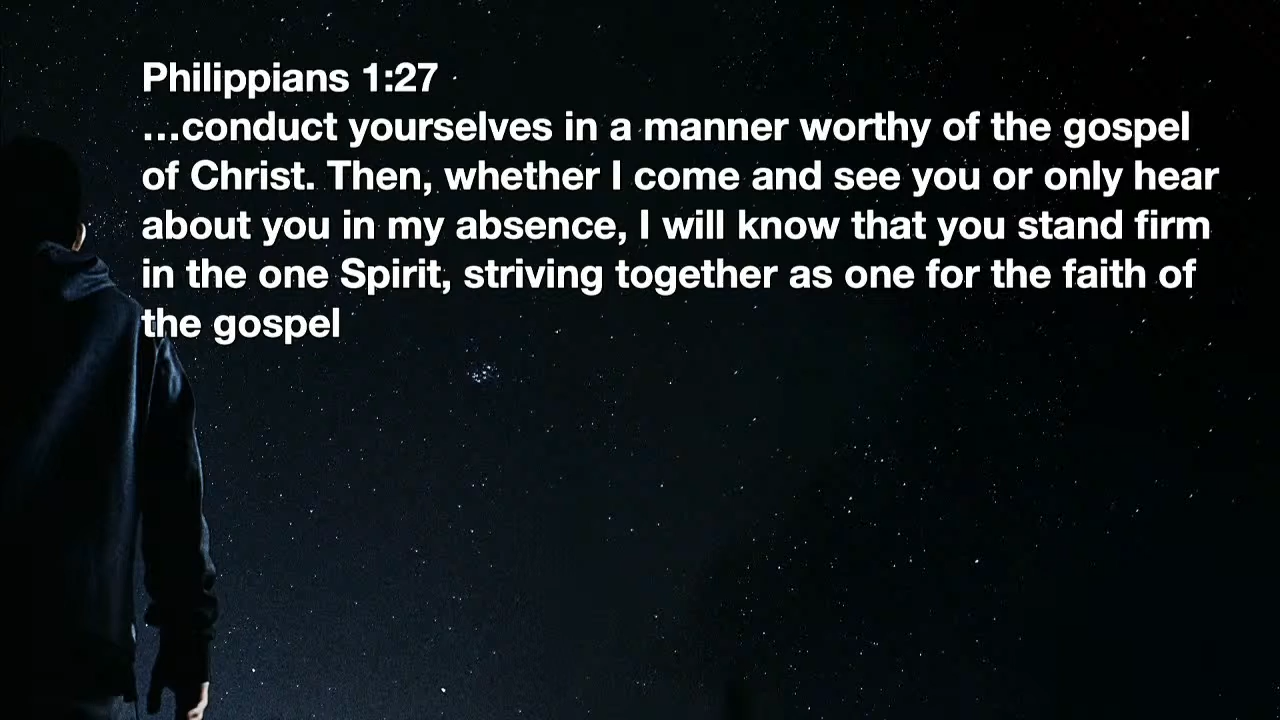 Philippians 1:27
…conduct yourselves in a manner worthy of the gospel
of Christ. Then, whether I come and see you or only hear
about you in my absence, I will know that you stand firm
in the one Spirit, striving together as one for the faith of
the gospel